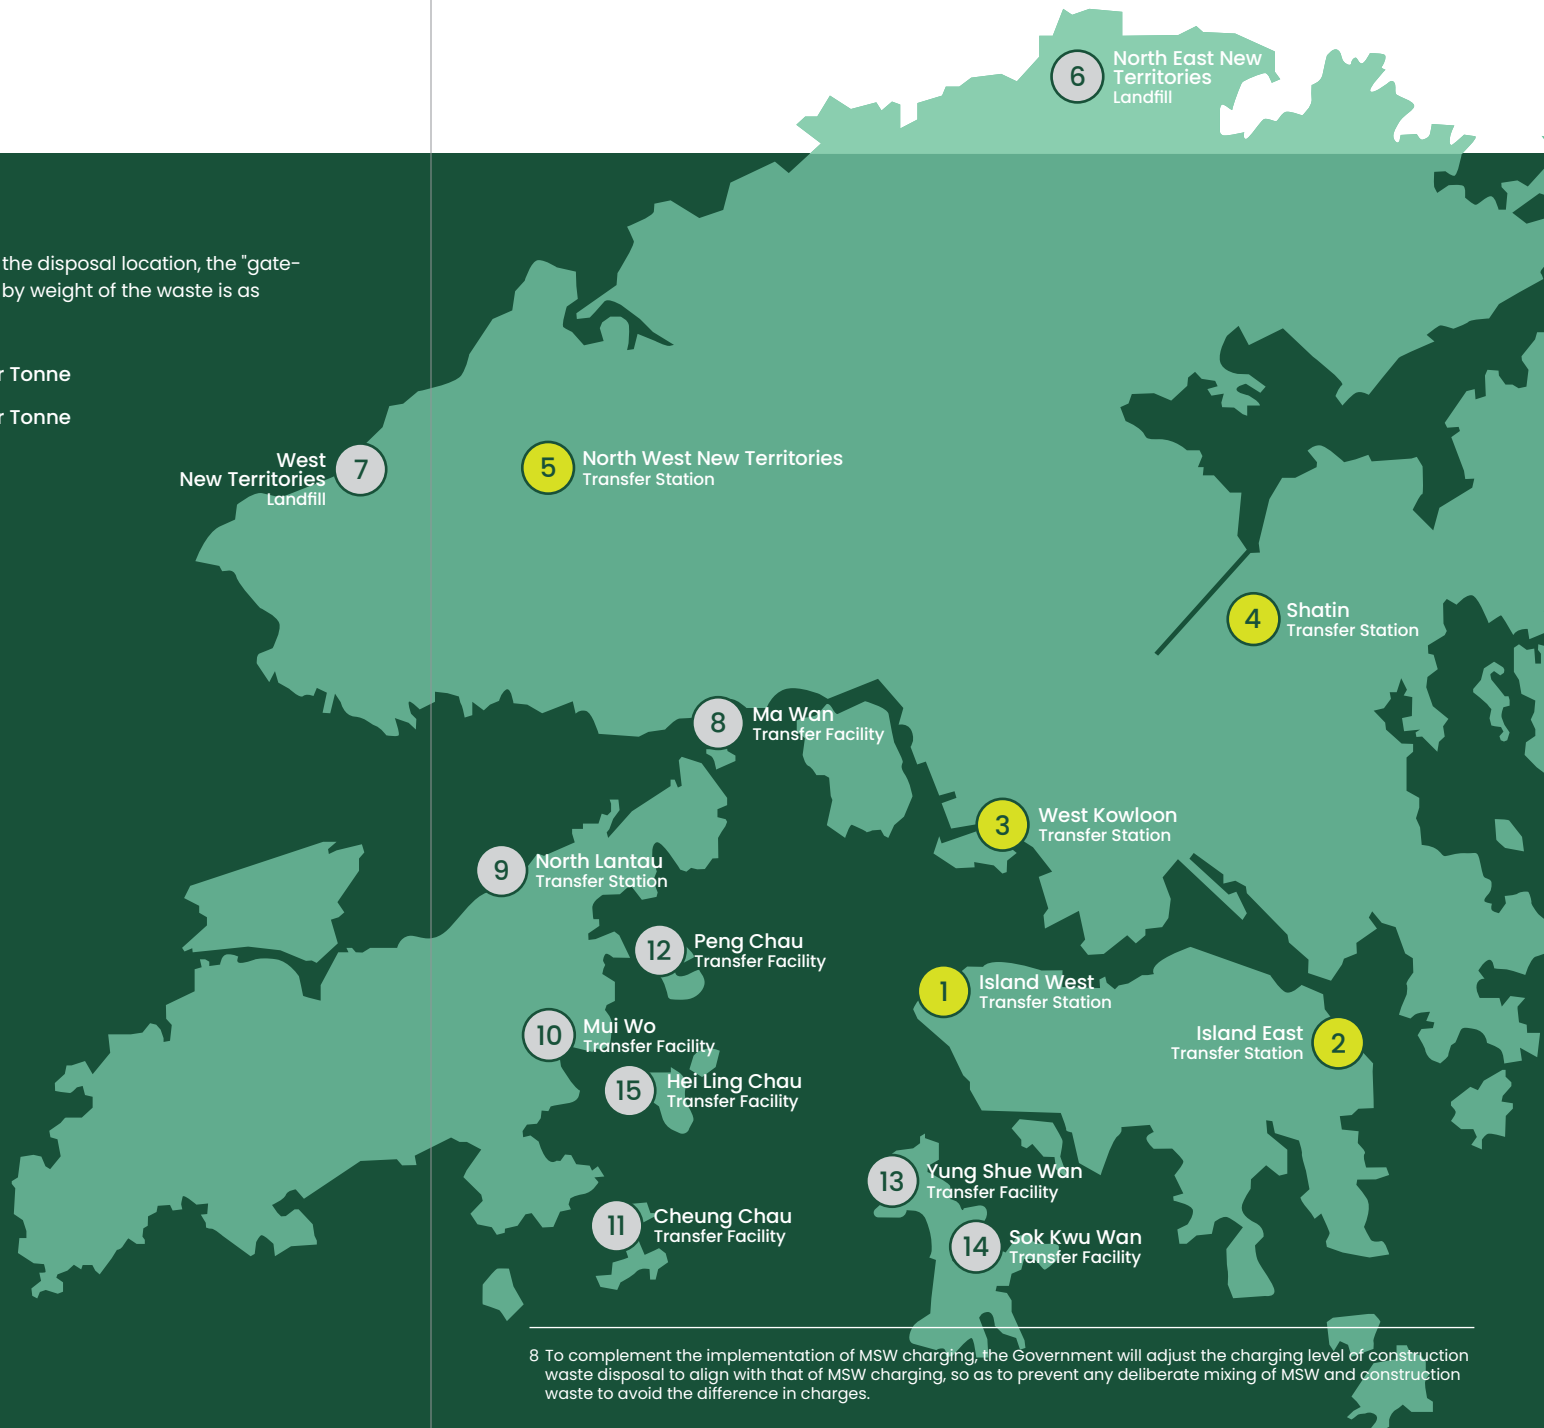 6
North East New
Territories
Landfill
the disposal location, the "gate-
by weight of the waste is as
r Tonne
r Tonne
West
New Territories
Landfill
7
5
North West New Territories
Transfer Station
4
Shatin
Transfer Station
8
Ma Wan
Transfer Facility
3
West Kowloon
Transfer Station
9
North Lantau
Transfer Station
12
Peng Chau
Transfer Facility
1
Island West
Transfer Station
10
Mui Wo
Transfer Facility
Island East
Transfer Station
2
15
Hei Ling Chau
Transfer Facility
13
Yung Shue Wan
Transfer Facility
11
Cheung Chau
Transfer Facility
14
Sok Kwu Wan
Transfer Facility
8 To complement the implementation of MSW charging, the Government will adjust the charging level of construction
waste disposal to align with that of MSW charging, so as to prevent any deliberate mixing of MSW and construction
waste to avoid the difference in charges.